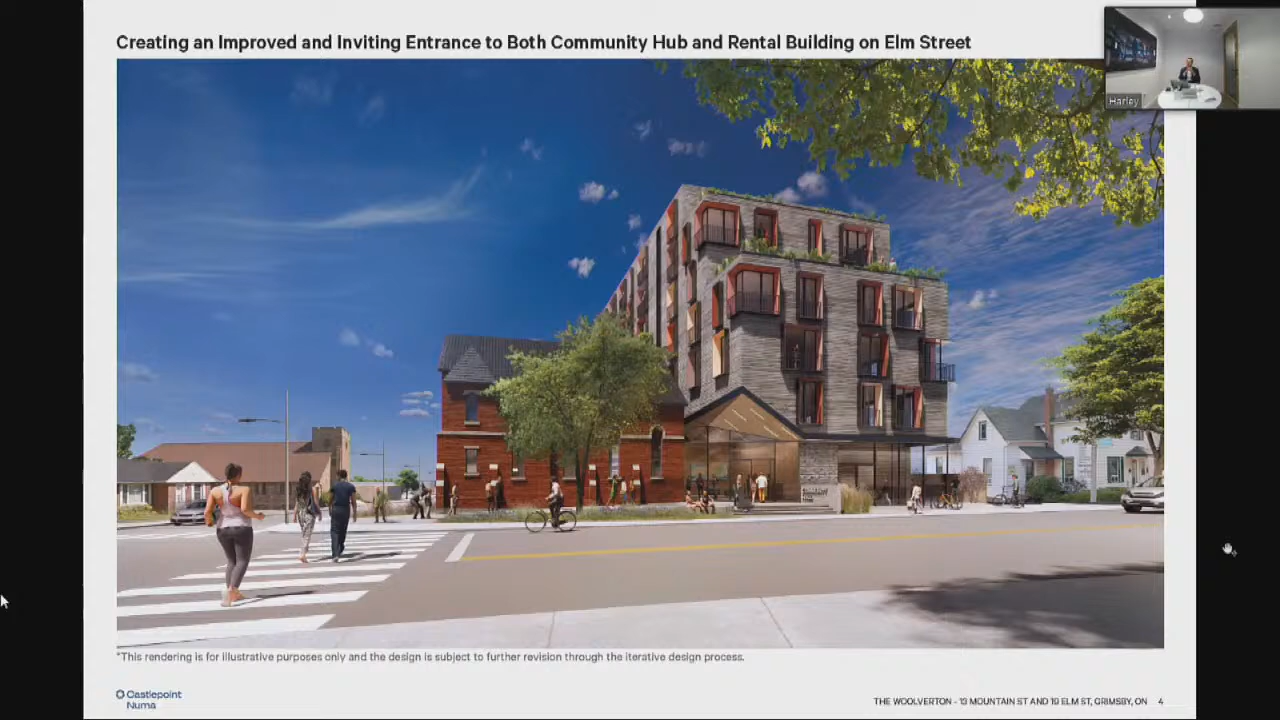 Creating an Improved and Inviting Entrance to Both Community Hub and Rental Building on Elm Street
Harley
*This rendering is for illustrative purposes only and the design is subject to further revision through the iterative design process.
Castlepoint
Numa
THE WOOLVERTON - 13 MOUNTAIN ST AND 19 ELM ST, GRIMSBY, ON 4